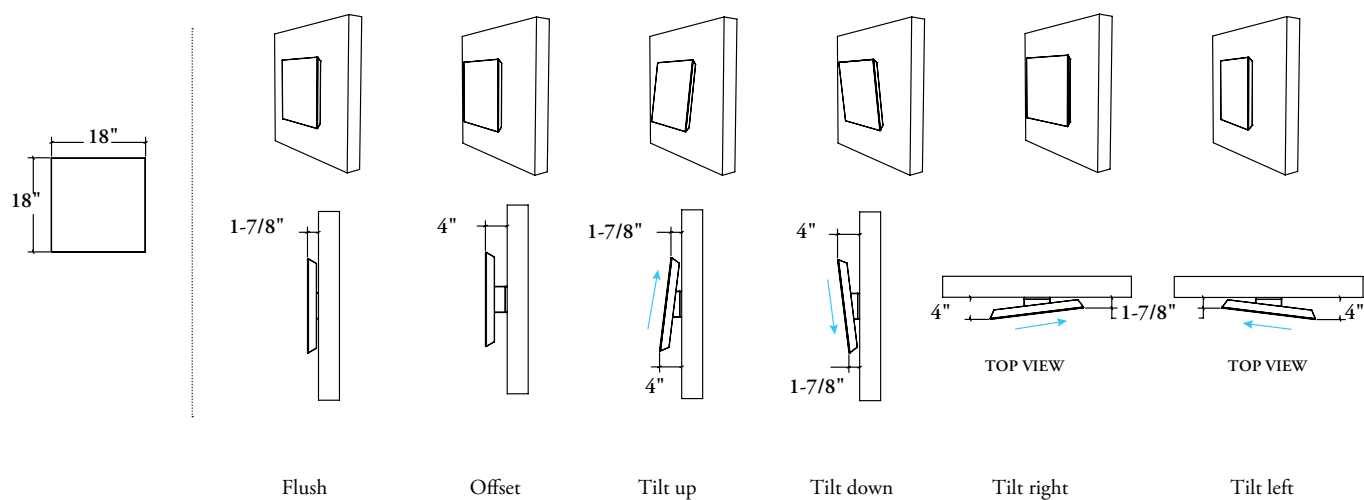 18"
18"
1-7/8"
4"
1-7/8"
4"
4"
1-7/8"
4"
1-7/8"
4"
TOP VIEW
TOP VIEW
Flush
Offset
Tilt up
Tilt down
Tilt right
Tilt left